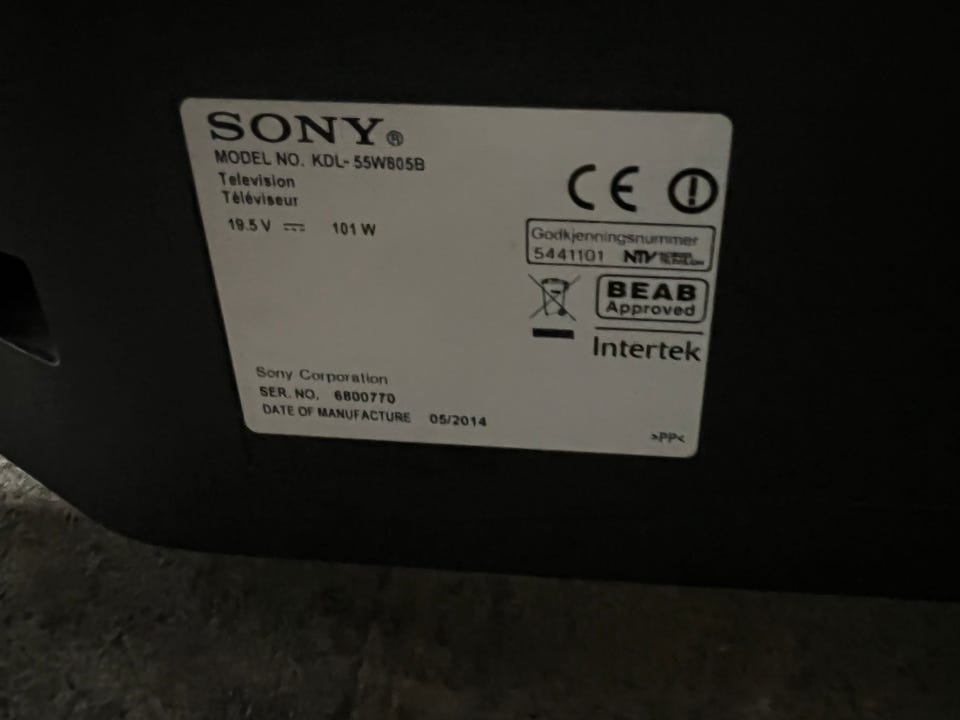 SONY®
MODEL NO. KDL-55W805B
Television
Téléviseur
19.5 V ⎓ 101 W
CE
Godkjenningsnummer
5441101
BEAB
Approved
Intertek
Sony Corporation
SER. NO. 6800770
DATE OF MANUFACTURE 05/2014
>PP<